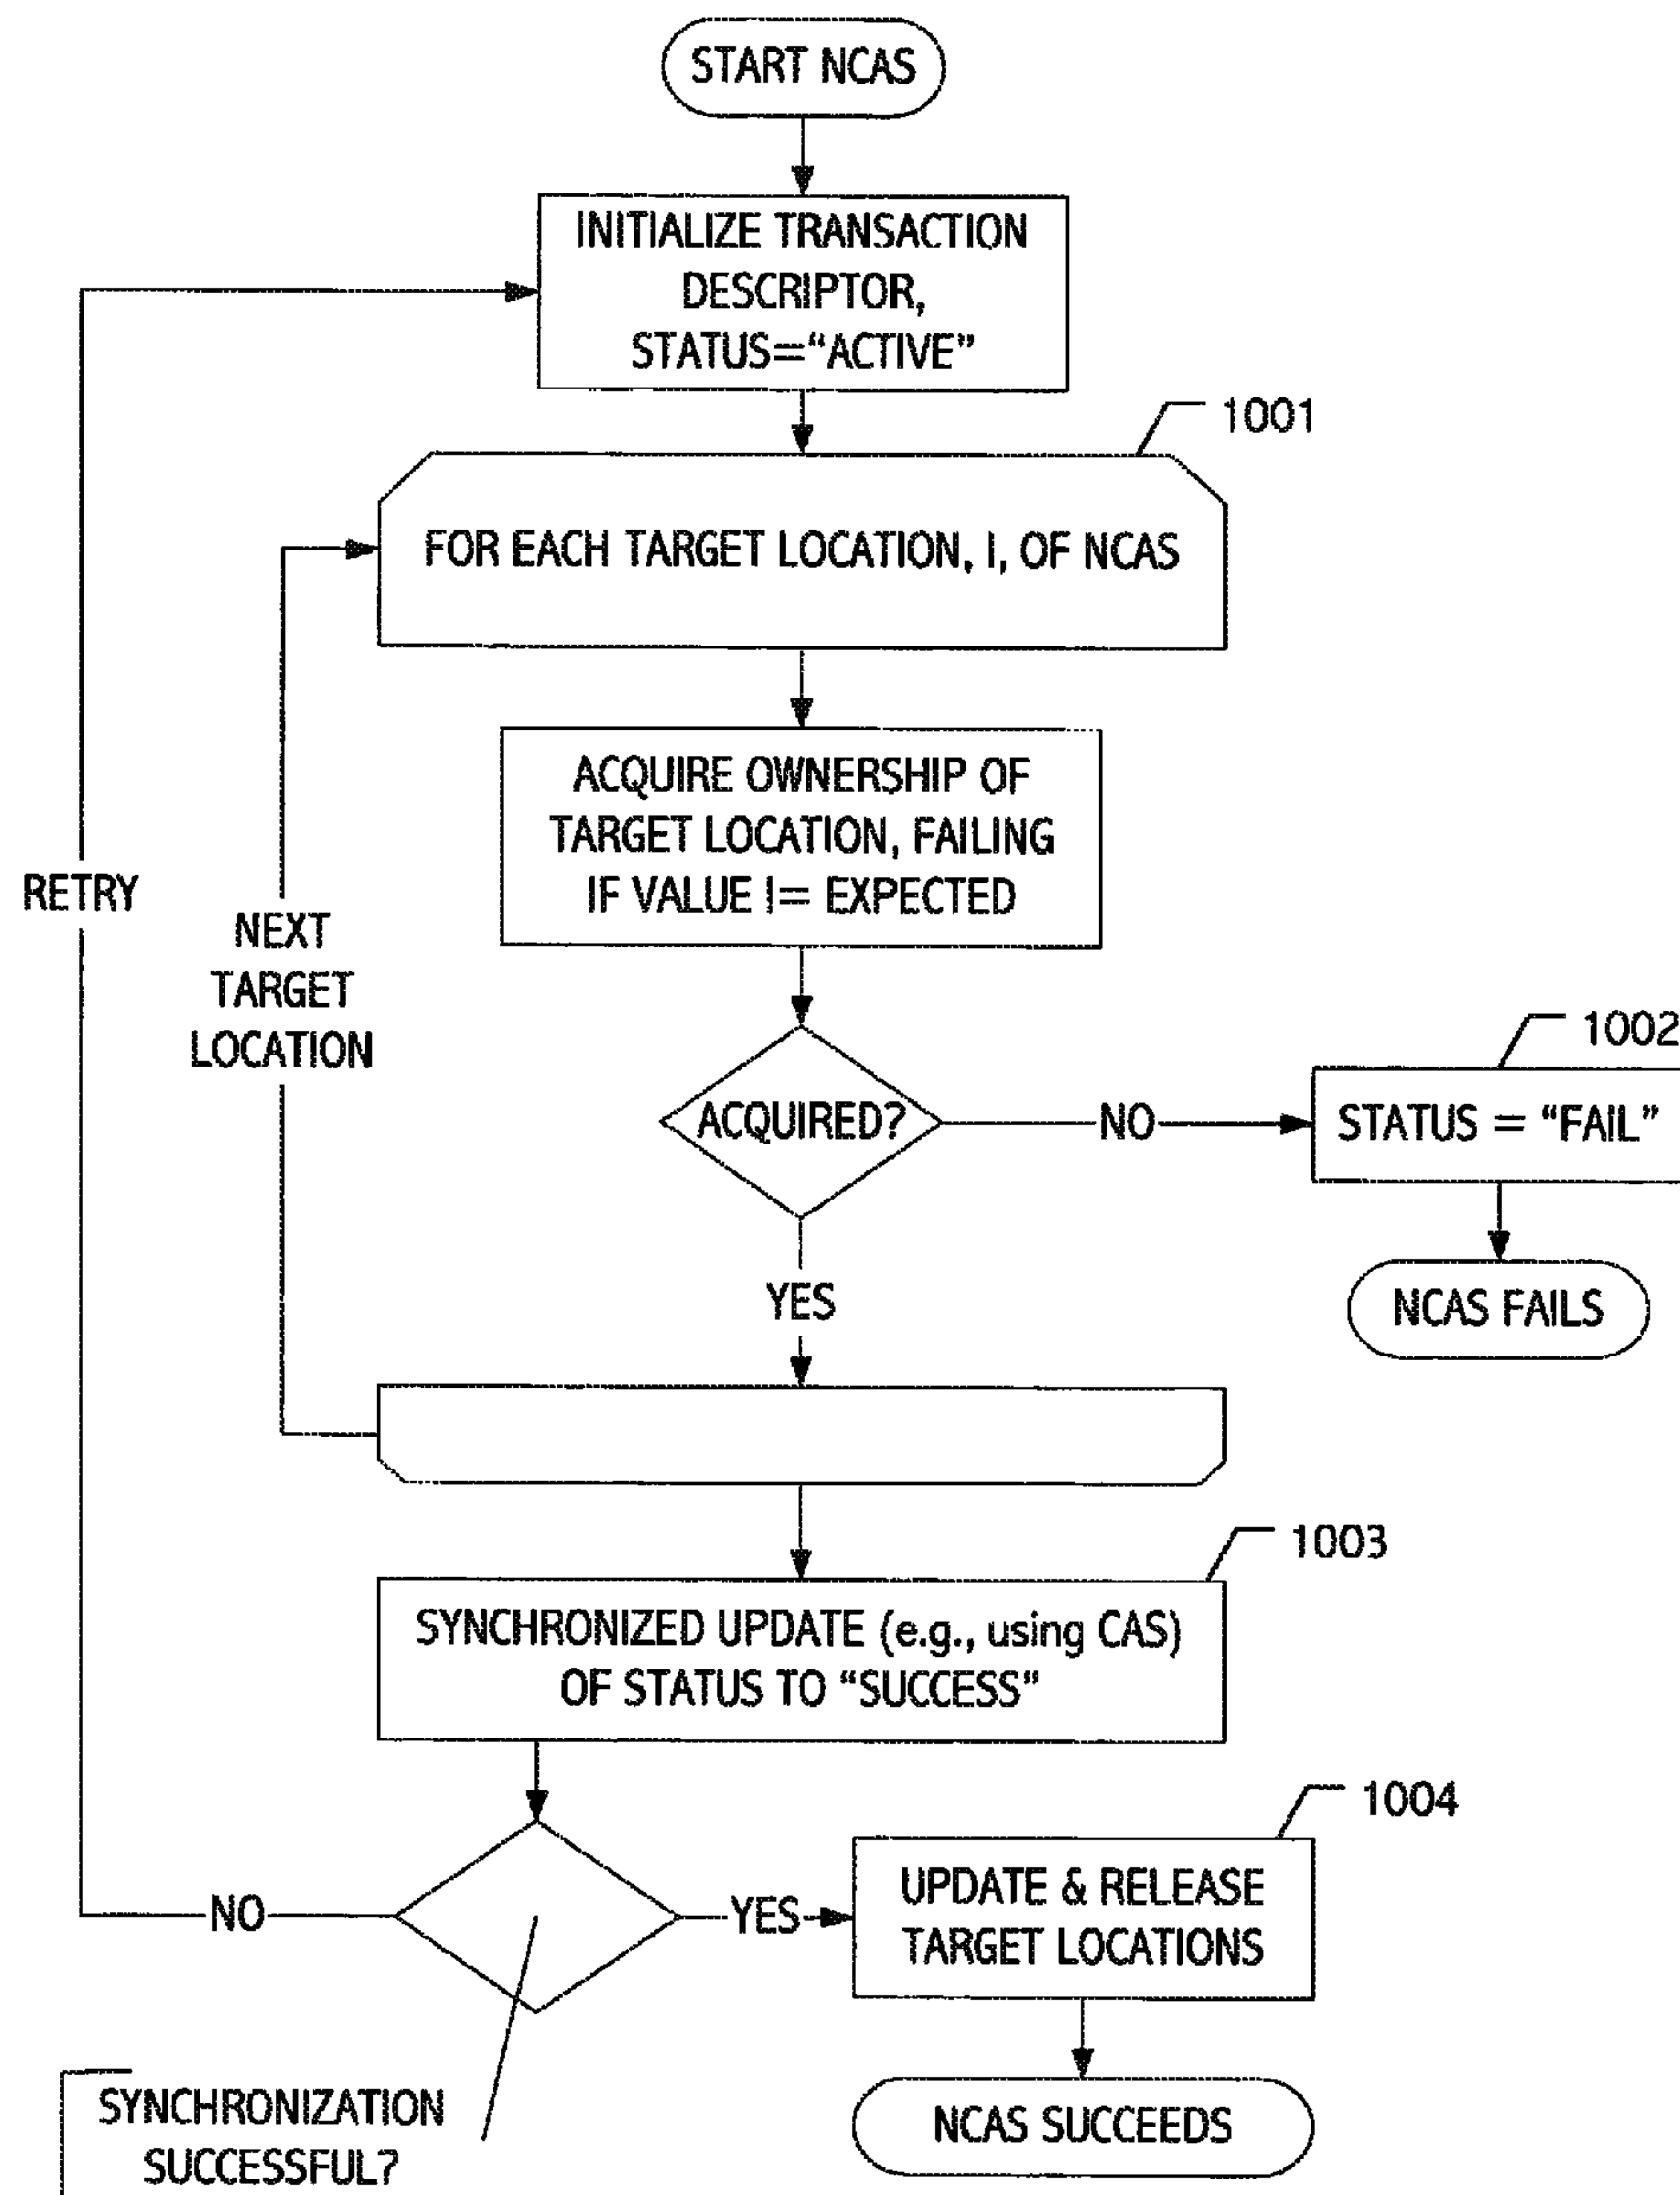 START NCAS
INITIALIZE TRANSACTION
DESCRIPTOR,
STATUS=“ACTIVE”
1001
FOR EACH TARGET LOCATION, I, OF NCAS
ACQUIRE OWNERSHIP OF
TARGET LOCATION, FAILING
IF VALUE != EXPECTED
RETRY
NEXT
TARGET
LOCATION
1002
ACQUIRED?
NO
STATUS = “FAIL”
YES
NCAS FAILS
1003
SYNCHRONIZED UPDATE (e.g., using CAS)
OF STATUS TO “SUCCESS”
1004
NO
YES
UPDATE & RELEASE
TARGET LOCATIONS
SYNCHRONIZATION
SUCCESSFUL?
NCAS SUCCEEDS